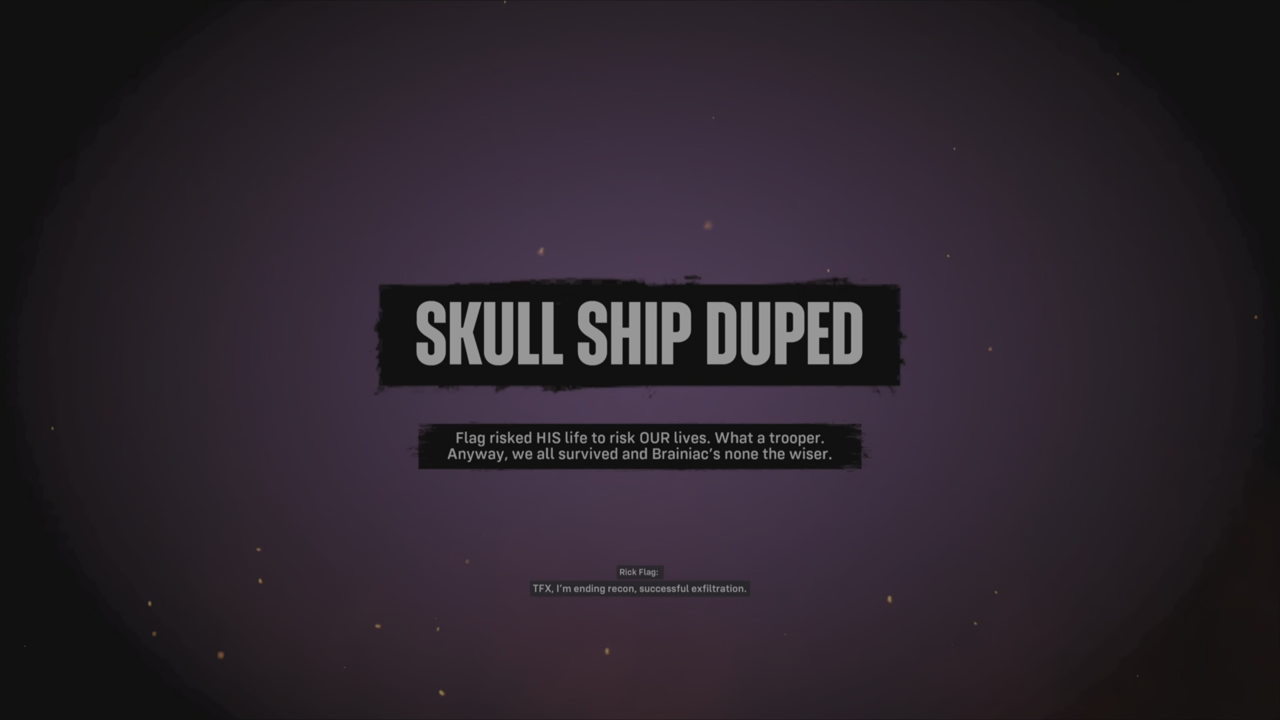 SKULL SHIP DUPED
Flag risked HIS life to risk OUR lives. What a trooper.
Anyway, we all survived and Brainiac's none the wiser.
Rick Flag:
TFX, I'm ending recon, successful exfiltration.